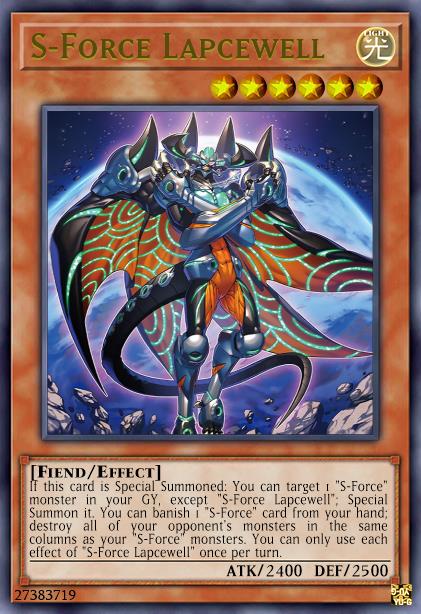 S-Force Lapcewell
LIGHT
光
[Fiend/Effect]
If this card is Special Summoned: You can target 1 "S-Force"
monster in your GY, except "S-Force Lapcewell"; Special
Summon it. You can banish 1 "S-Force" card from your hand;
destroy all of your opponent's monsters in the same
columns as your "S-Force" monsters. You can only use each
effect of "S-Force Lapcewell" once per turn.
ATK/2400 DEF/2500
27383719